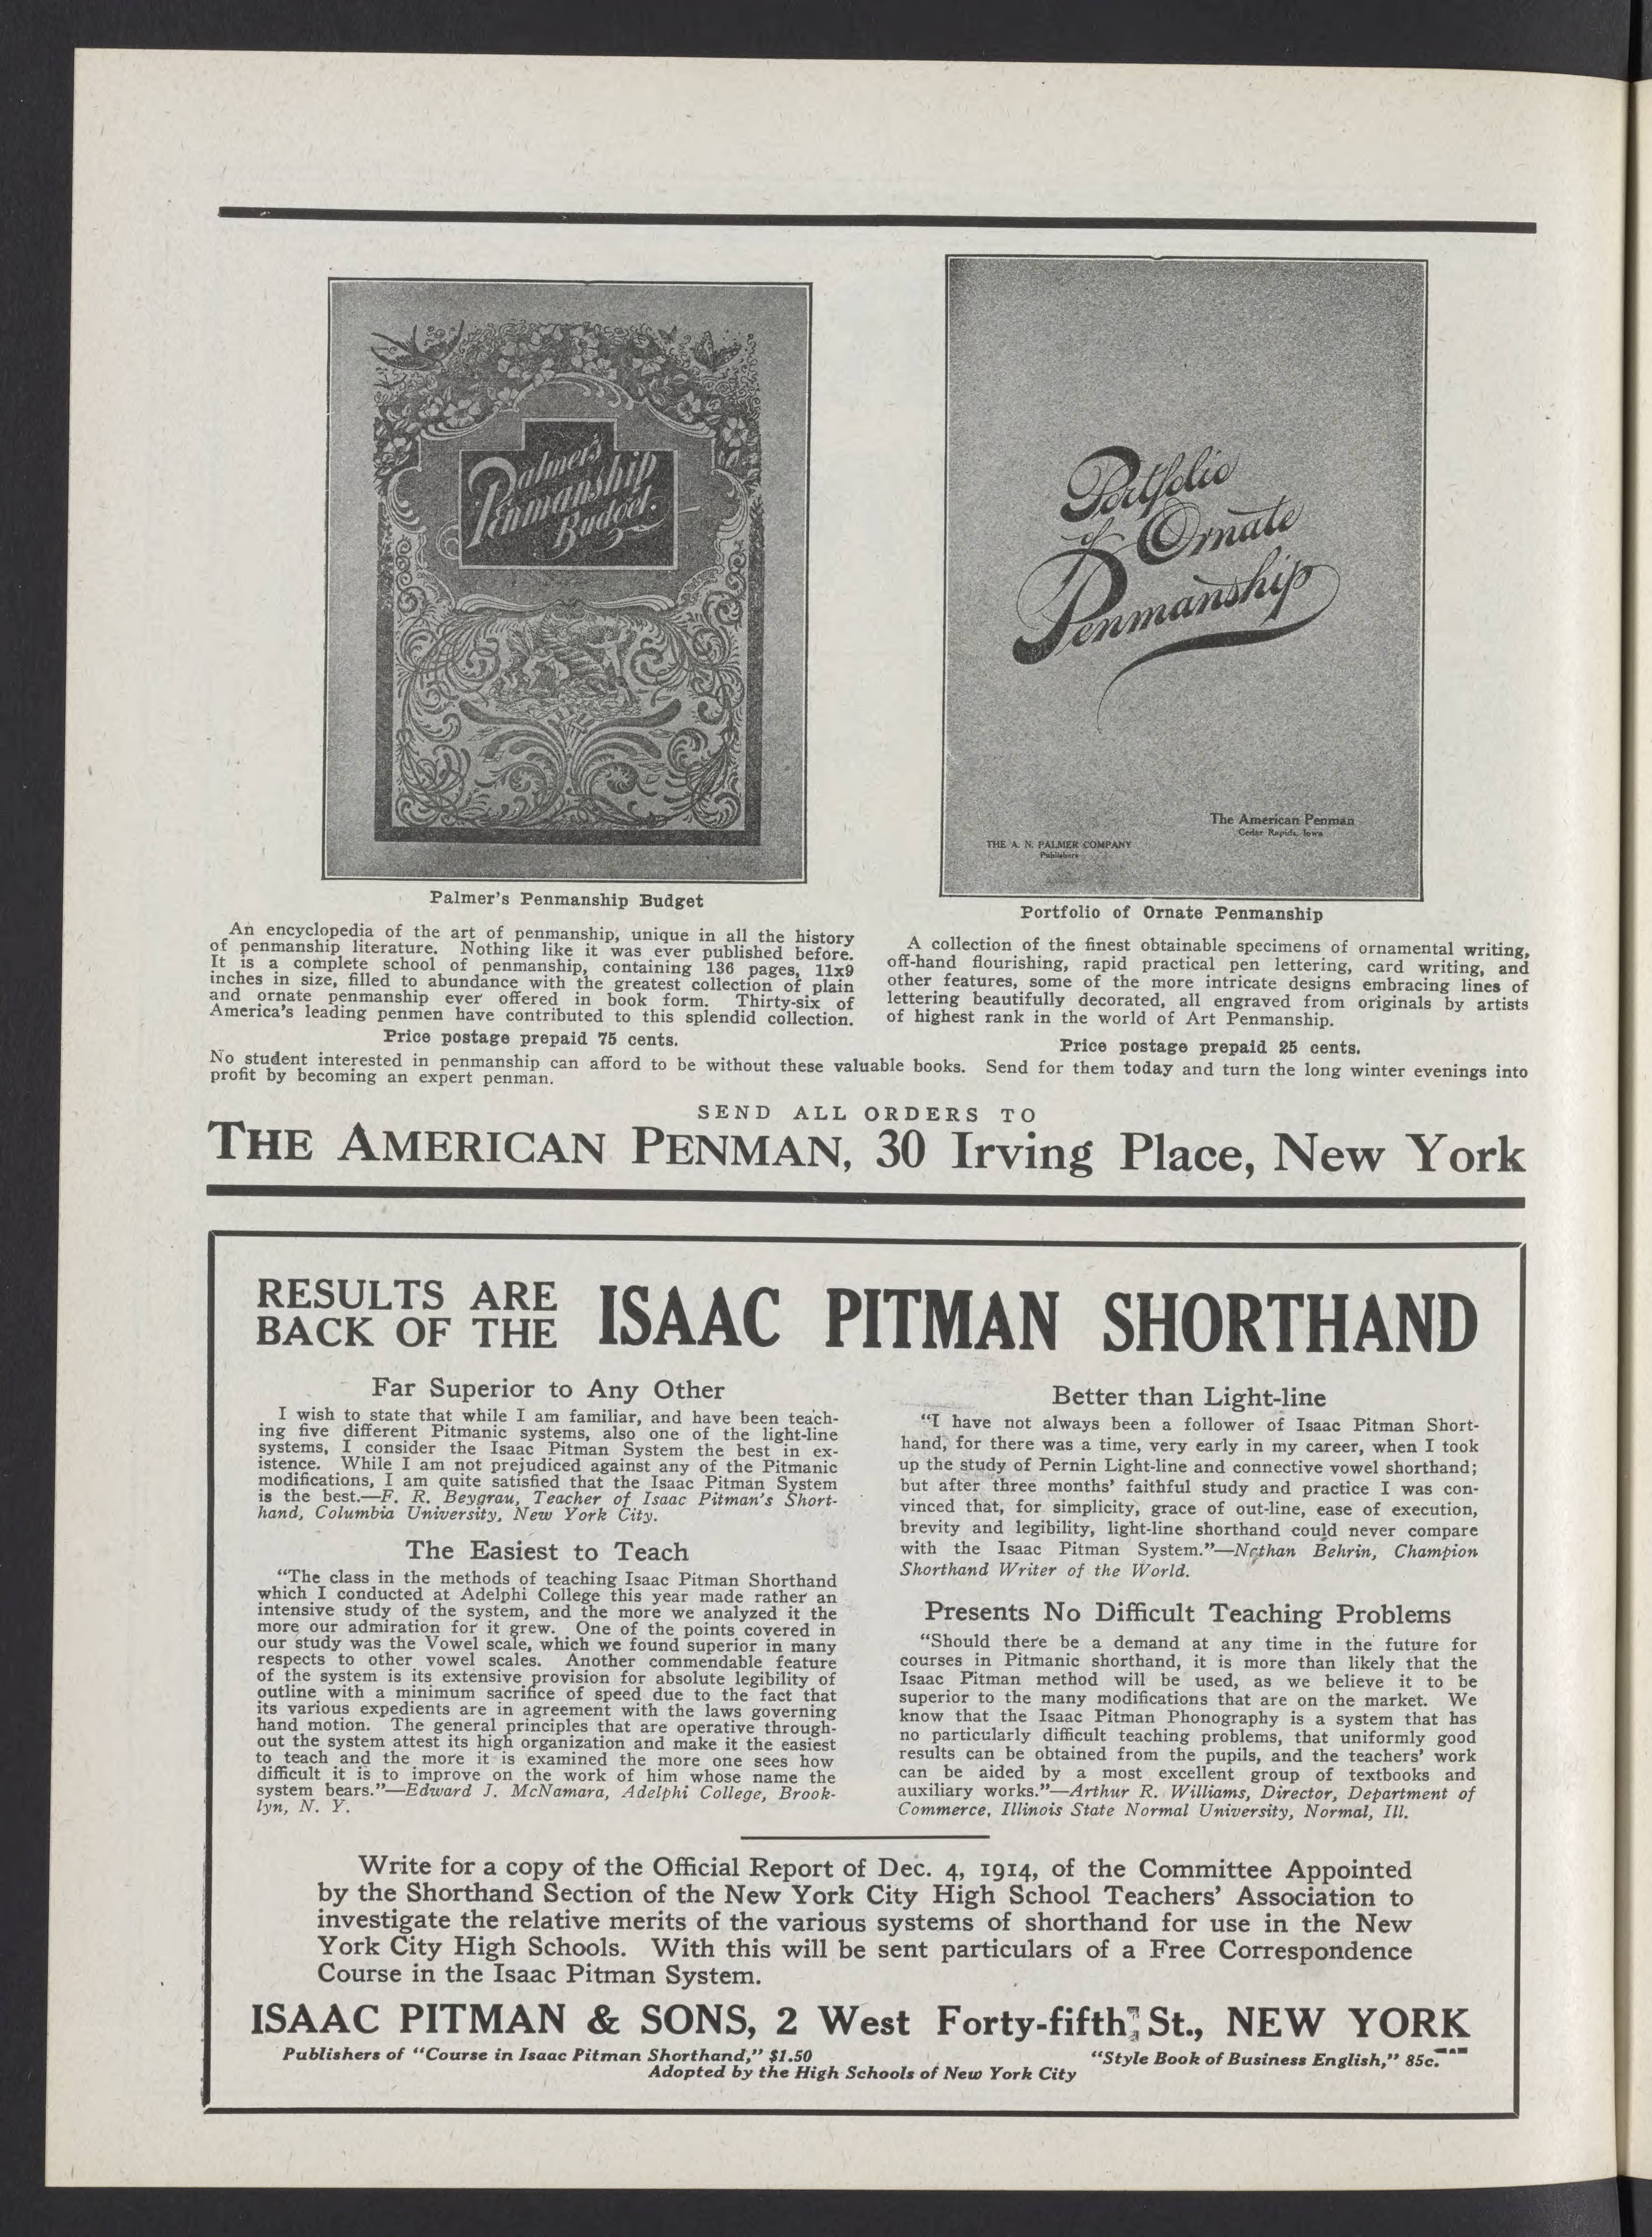 Palmer's
Penmanship
Budget.
Portfolio
of Ornate
Penmanship
The American Penman
Cedar Rapids, Iowa
THE A. N. PALMER COMPANY
Publishers
Palmer's Penmanship Budget
An encyclopedia of the art of penmanship, unique in all the history
of penmanship literature. Nothing like it was ever published before.
It is a complete school of penmanship, containing 136 pages, 11x9
inches in size, filled to abundance with the greatest collection of plain
and ornate penmanship ever offered in book form. Thirty-six of
America's leading penmen have contributed to this splendid collection.
Price postage prepaid 75 cents.
Portfolio of Ornate Penmanship
A collection of the finest obtainable specimens of ornamental writing,
off-hand flourishing, rapid practical pen lettering, card writing, and
other features, some of the more intricate designs embracing lines of
lettering beautifully decorated, all engraved from originals by artists
of highest rank in the world of Art Penmanship.
Price postage prepaid 25 cents.
No student interested in penmanship can afford to be without these valuable books. Send for them today and turn the long winter evenings into
profit by becoming an expert penman.
SEND ALL ORDERS TO
THE AMERICAN PENMAN, 30 Irving Place, New York
RESULTS ARE
BACK OF THE
ISAAC PITMAN SHORTHAND
Far Superior to Any Other
I wish to state that while I am familiar, and have been teach-
ing five different Pitmanic systems, also one of the light-line
systems, I consider the Isaac Pitman System the best in ex-
istence. While I am not prejudiced against any of the Pitmanic
modifications, I am quite satisfied that the Isaac Pitman System
is the best.—F. R. Beygrau, Teacher of Isaac Pitman's Short-
hand, Columbia University, New York City.
The Easiest to Teach
"The class in the methods of teaching Isaac Pitman Shorthand
which I conducted at Adelphi College this year made rather an
intensive study of the system, and the more we analyzed it the
more our admiration for it grew. One of the points covered in
our study was the Vowel scale, which we found superior in many
respects to other vowel scales. Another commendable feature
of the system is its extensive provision for absolute legibility of
outline with a minimum sacrifice of speed due to the fact that
its various expedients are in agreement with the laws governing
hand motion. The general principles that are operative through-
out the system attest its high organization and make it the easiest
to teach and the more it is examined the more one sees how
difficult it is to improve on the work of him whose name the
system bears."—Edward J. McNamara, Adelphi College, Brook-
lyn, N. Y.
Better than Light-line
"I have not always been a follower of Isaac Pitman Short-
hand, for there was a time, very early in my career, when I took
up the study of Pernin Light-line and connective vowel shorthand;
but after three months' faithful study and practice I was con-
vinced that, for simplicity, grace of out-line, ease of execution,
brevity and legibility, light-line shorthand could never compare
with the Isaac Pitman System."—Nathan Behrin, Champion
Shorthand Writer of the World.
Presents No Difficult Teaching Problems
"Should there be a demand at any time in the future for
courses in Pitmanic shorthand, it is more than likely that the
Isaac Pitman method will be used, as we believe it to be
superior to the many modifications that are on the market. We
know that the Isaac Pitman Phonography is a system that has
no particularly difficult teaching problems, that uniformly good
results can be obtained from the pupils, and the teachers' work
can be aided by a most excellent group of textbooks and
auxiliary works."—Arthur R. Williams, Director, Department of
Commerce, Illinois State Normal University, Normal, Ill.
Write for a copy of the Official Report of Dec. 4, 1914, of the Committee Appointed
by the Shorthand Section of the New York City High School Teachers' Association to
investigate the relative merits of the various systems of shorthand for use in the New
York City High Schools. With this will be sent particulars of a Free Correspondence
Course in the Isaac Pitman System.
ISAAC PITMAN & SONS, 2 West Forty-fifth St., NEW YORK
Publishers of "Course in Isaac Pitman Shorthand," $1.50 "Style Book of Business English," 85c.
Adopted by the High Schools of New York City